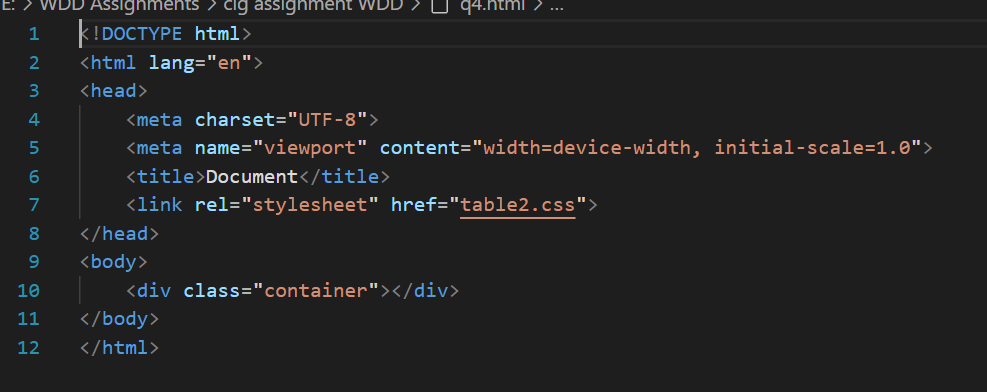 E: > WDD Assignments > clg assignment WDD > q4.html > ...
1 <!DOCTYPE html>
2 <html lang="en">
3 <head>
4 <meta charset="UTF-8">
5 <meta name="viewport" content="width=device-width, initial-scale=1.0">
6 <title>Document</title>
7 <link rel="stylesheet" href="table2.css">
8 </head>
9 <body>
10 <div class="container"></div>
11 </body>
12 </html>